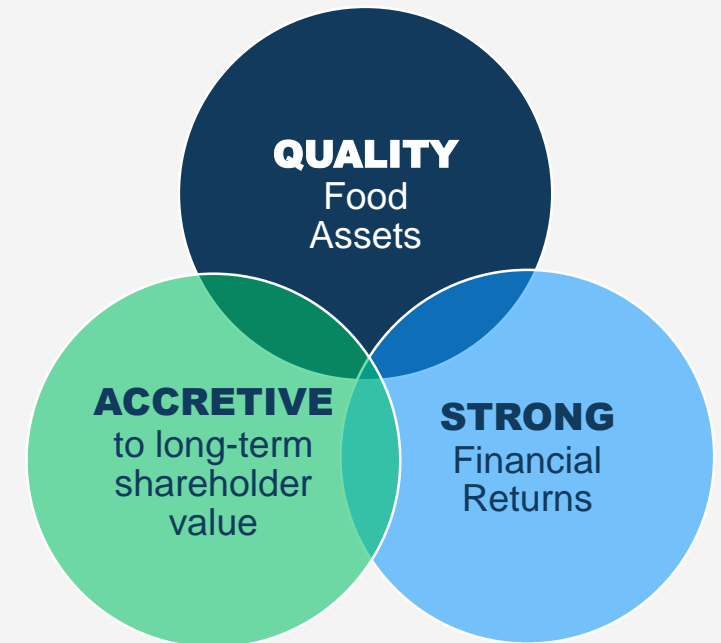 QUALITY
Food
Assets
ACCRETIVE
to long-term
shareholder
value
STRONG
Financial
Returns